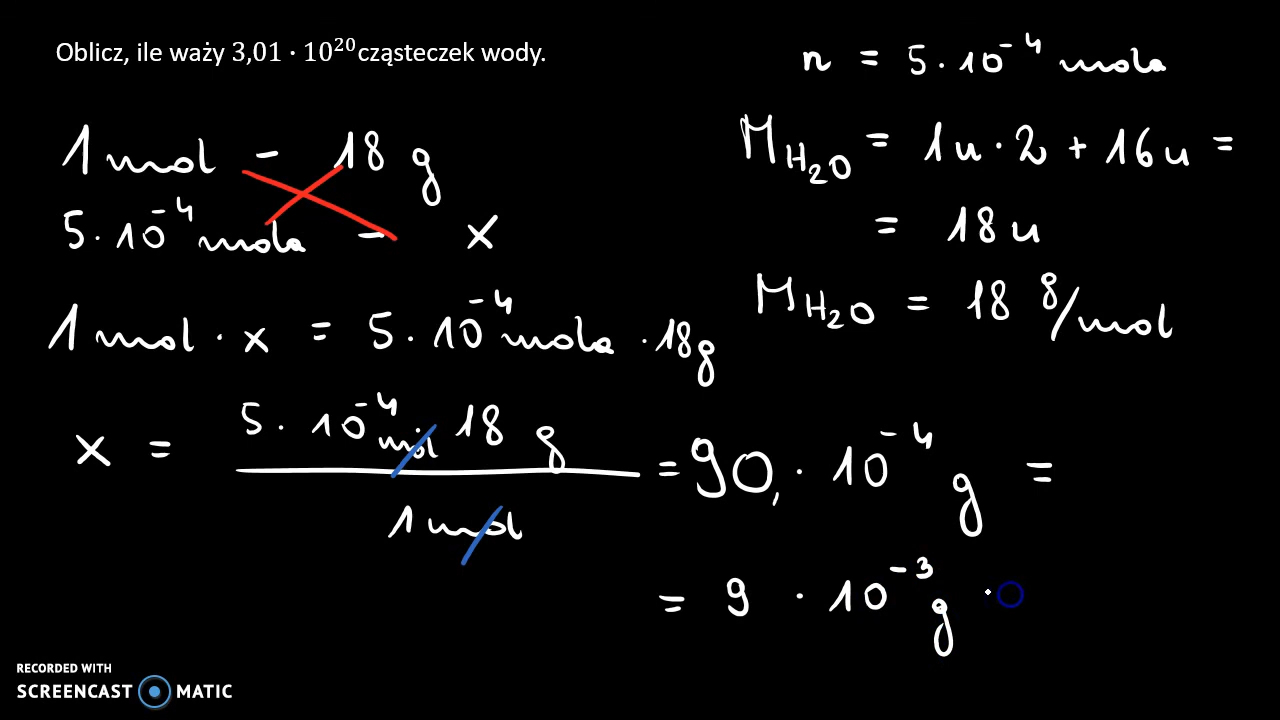 Oblicz, ile waży 3,01 · 10²⁰ cząsteczek wody.
1 mol - 18 g
5 · 10⁻⁴ mola - x
1 mol · x = 5 · 10⁻⁴ mola · 18g
x = 5 · 10⁻⁴ mol 18 g / 1 mol = 90, · 10⁻⁴ g =
= 9 · 10⁻³ g
n = 5 · 10⁻⁴ mola
M_H₂O = 1u · 2 + 16u =
= 18 u
M_H₂O = 18 g/mol
RECORDED WITH
SCREENCAST MATIC